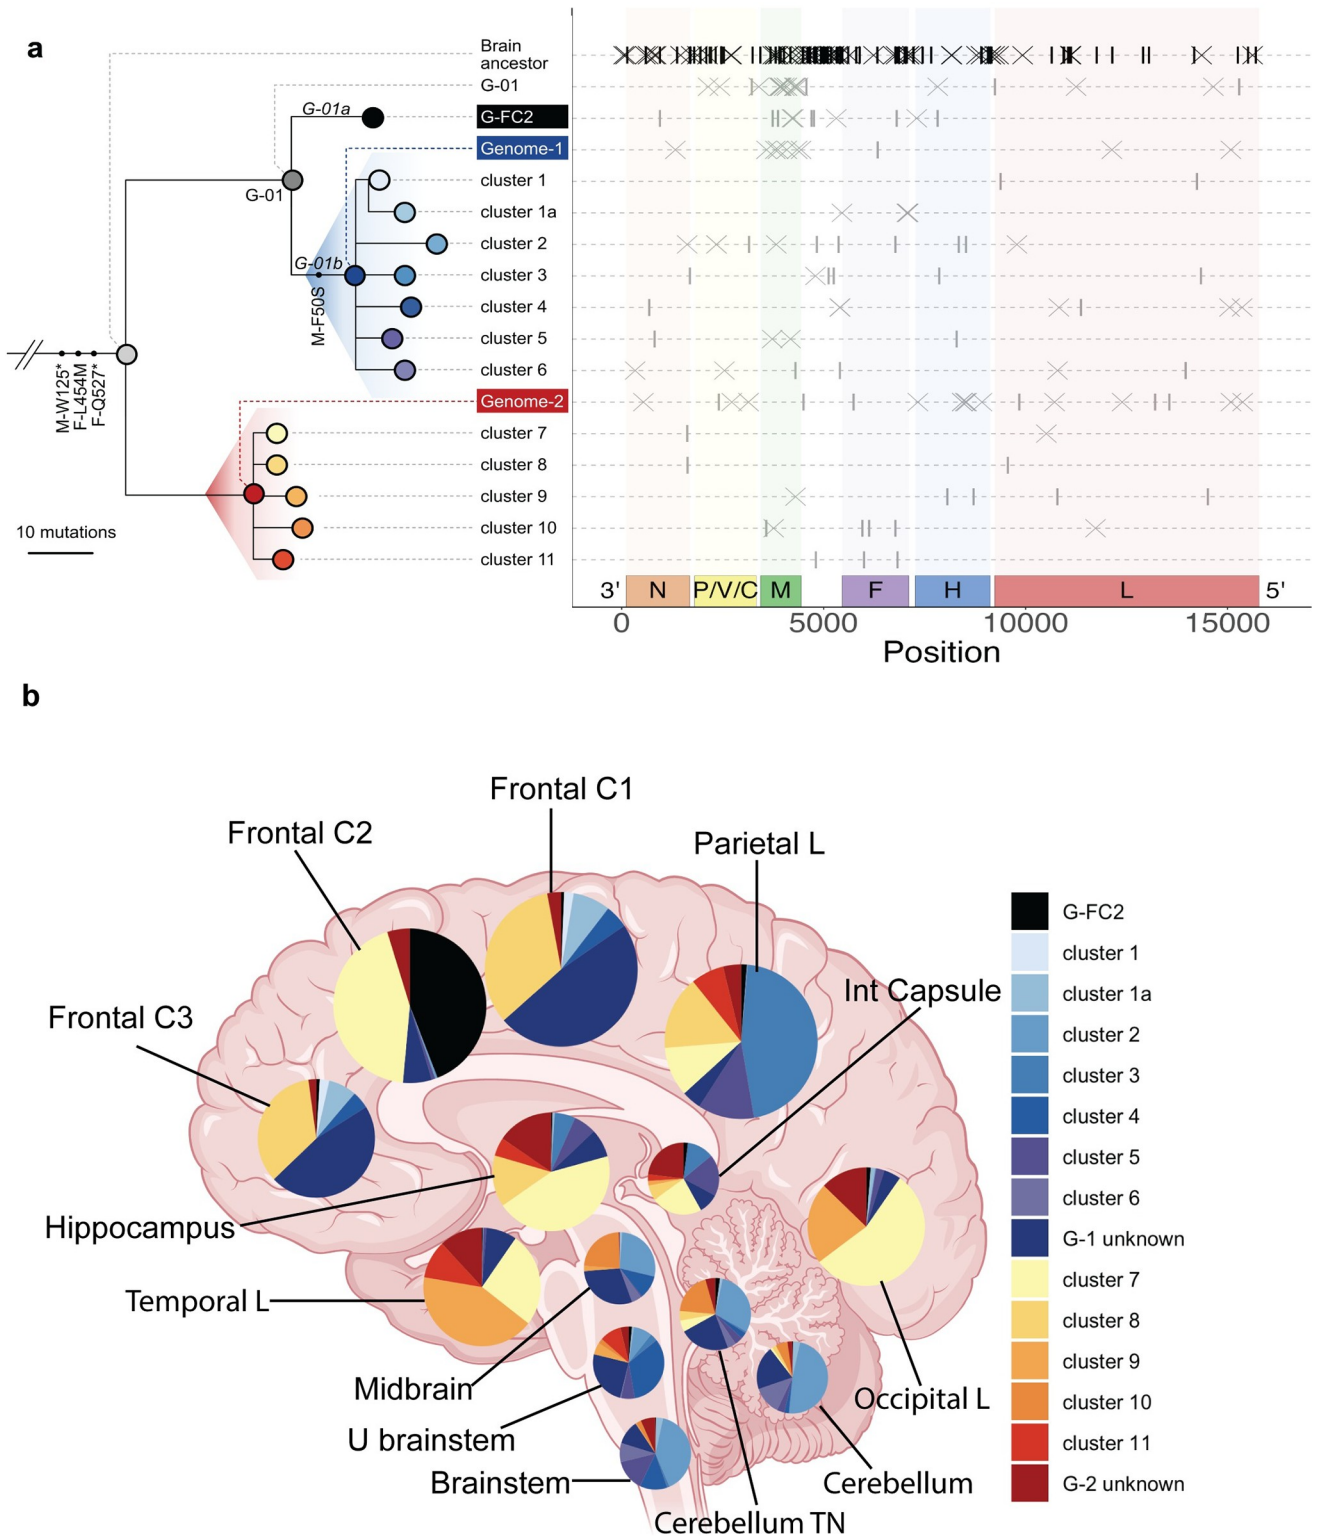 a
Brain
ancestor
G-01
G-01a
G-FC2
Genome-1
cluster 1
G-01
cluster 1a
cluster 2
G-01b
cluster 3
M-F50S
cluster 4
cluster 5
cluster 6
M-W125*
F-L454M
F-Q527*
Genome-2
cluster 7
cluster 8
cluster 9
10 mutations
cluster 10
cluster 11
3' N P/V/C M F H L 5'
0 5000 10000 15000
Position
b
Frontal C1
Frontal C2
Parietal L
Int Capsule
Frontal C3
Hippocampus
Temporal L
Midbrain
Occipital L
U brainstem
Brainstem
Cerebellum
Cerebellum TN
G-FC2
cluster 1
cluster 1a
cluster 2
cluster 3
cluster 4
cluster 5
cluster 6
G-1 unknown
cluster 7
cluster 8
cluster 9
cluster 10
cluster 11
G-2 unknown